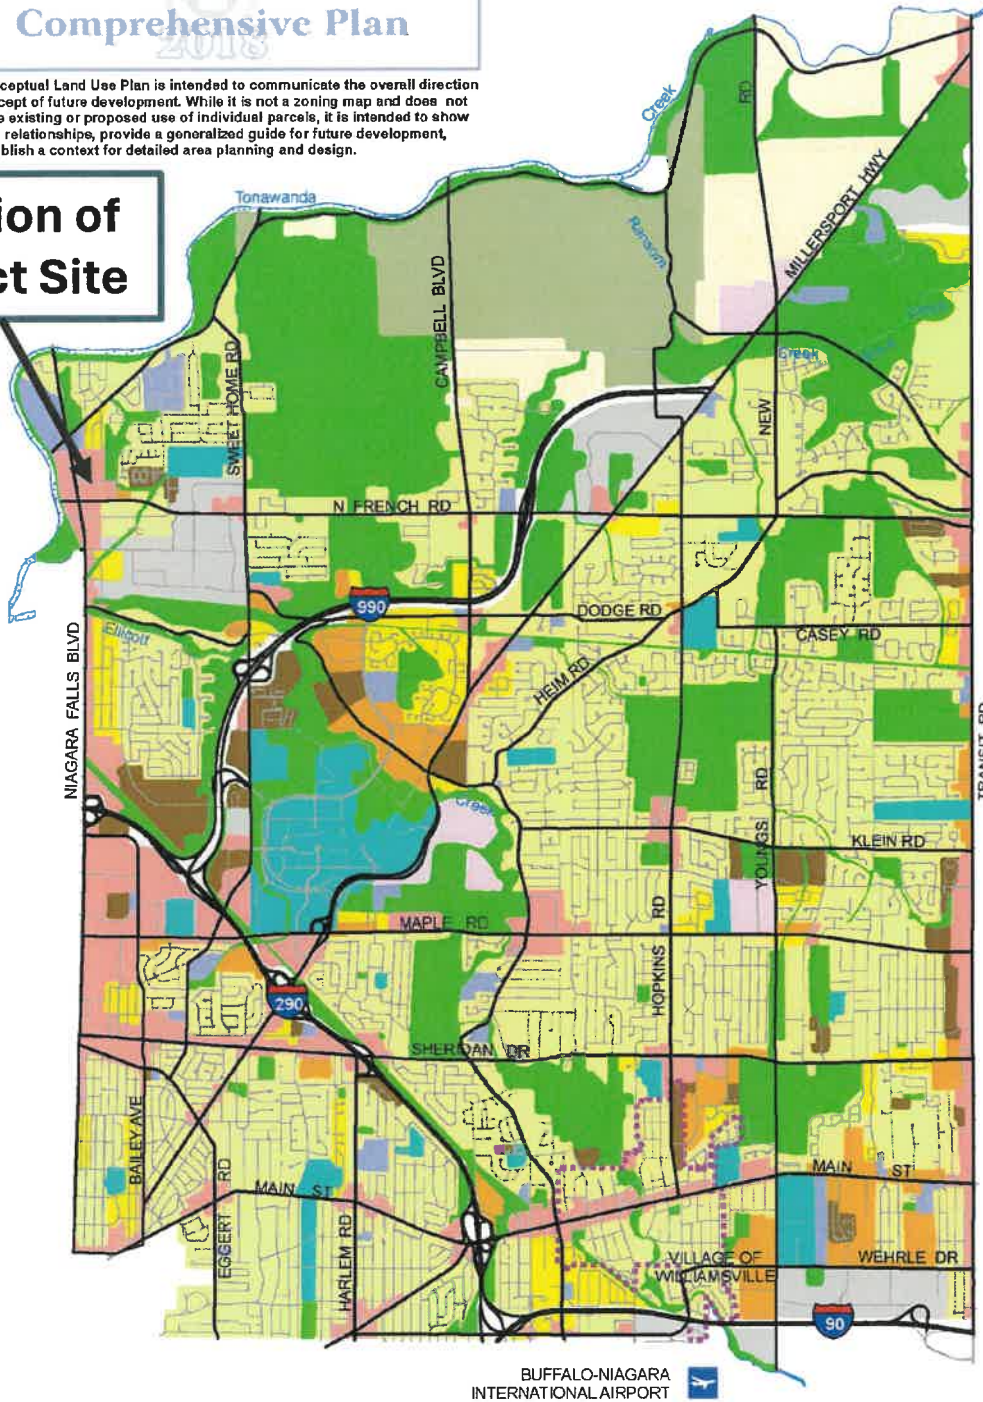 Comprehensive Plan
2018
ceptual Land Use Plan is intended to communicate the overall direction
cept of future development. While it is not a zoning map and does not
e existing or proposed use of individual parcels, it is intended to show
relationships, provide a generalized guide for future development,
blish a context for detailed area planning and design.
ion of
ct Site
Tonawanda
Creek
RD
MILLERSPORT HWY
Ransom
CAMPBELL BLVD
SWEET HOME RD
Creek
NEW
N FRENCH RD
990
DODGE RD
CASEY RD
Ellicott
HEIM RD
NIAGARA FALLS BLVD
TRANSIT RD
Creek
YOUNGS RD
KLEIN RD
MAPLE RD
HOPKINS RD
290
SHERIDAN DR
BAILEY AVE
EGGERT RD
MAIN ST
HARLEM RD
MAIN ST
VILLAGE OF
WILLIAMSVILLE
WEHRLE DR
90
BUFFALO-NIAGARA
INTERNATIONAL AIRPORT